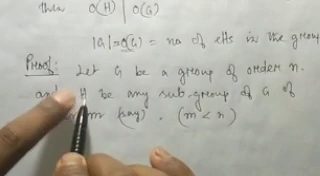 then O(H) | O(G)
|G| = O(G) = no of elts in the group
Proof: Let G be a group of order n.
and H be any sub-group of G of
m (say). (m < n)